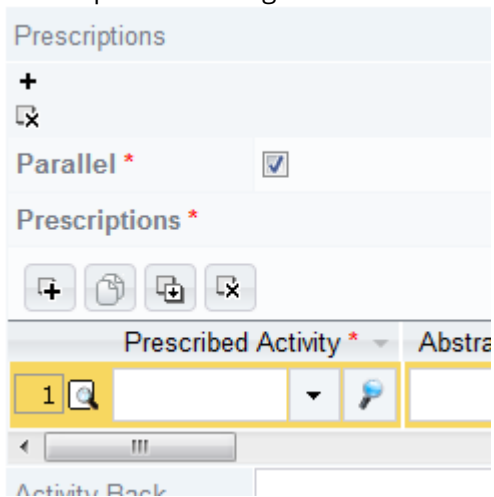 Prescriptions
Parallel *
Prescriptions *
Prescribed Activity * Abstra
1
Activity Back